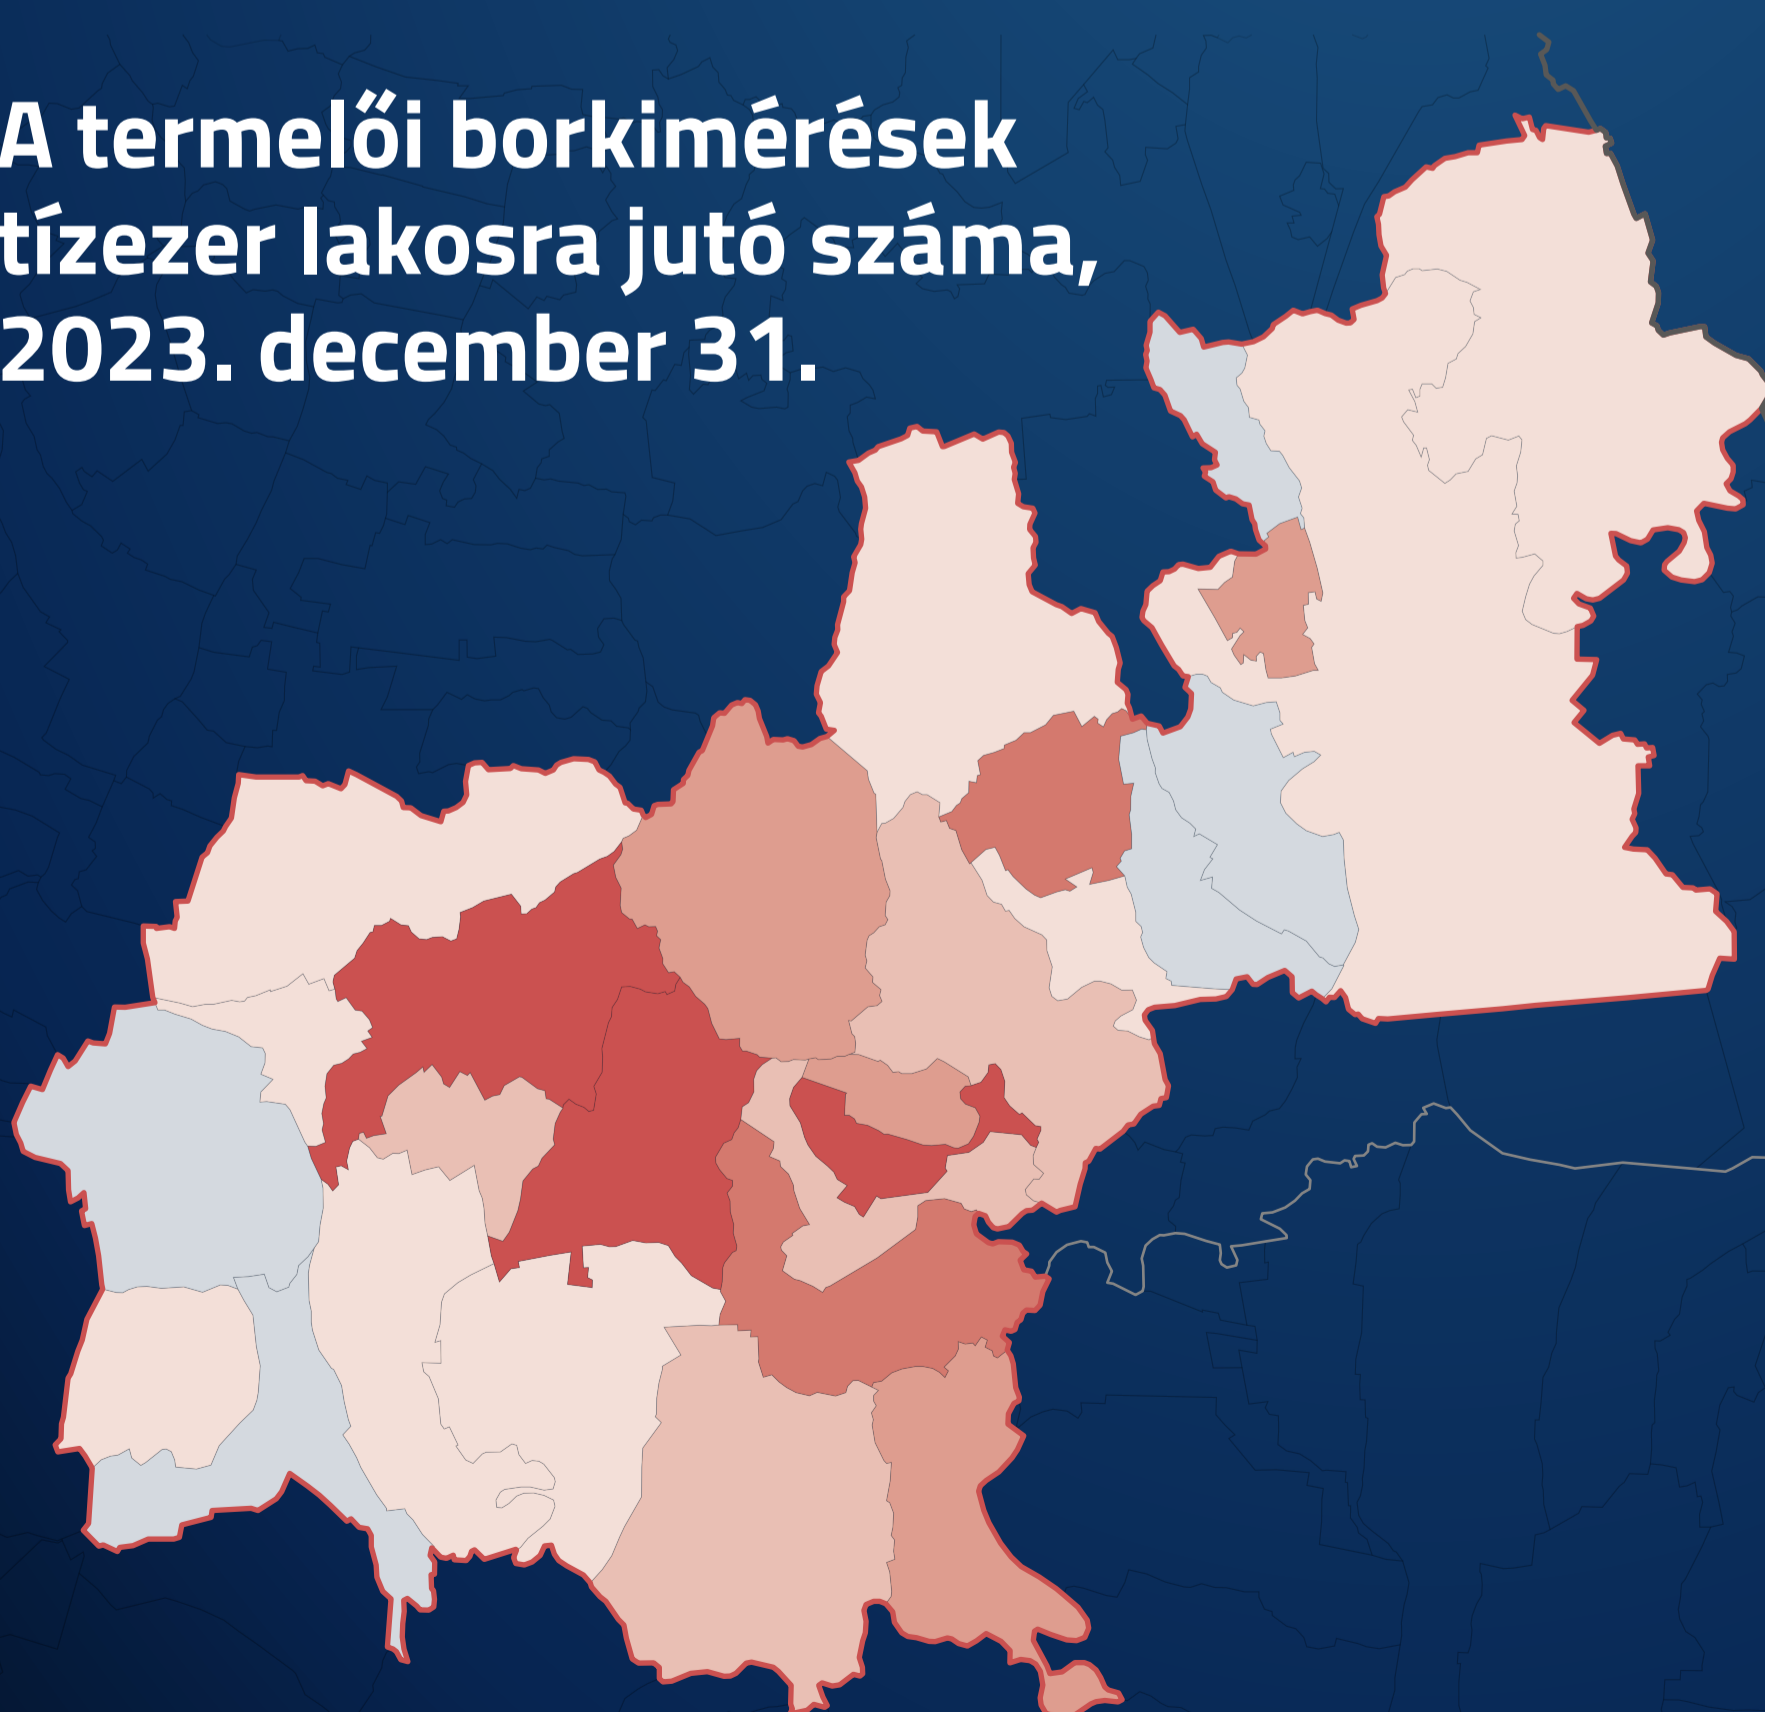 A termelői borkimérések
tízezer lakosra jutó száma,
2023. december 31.